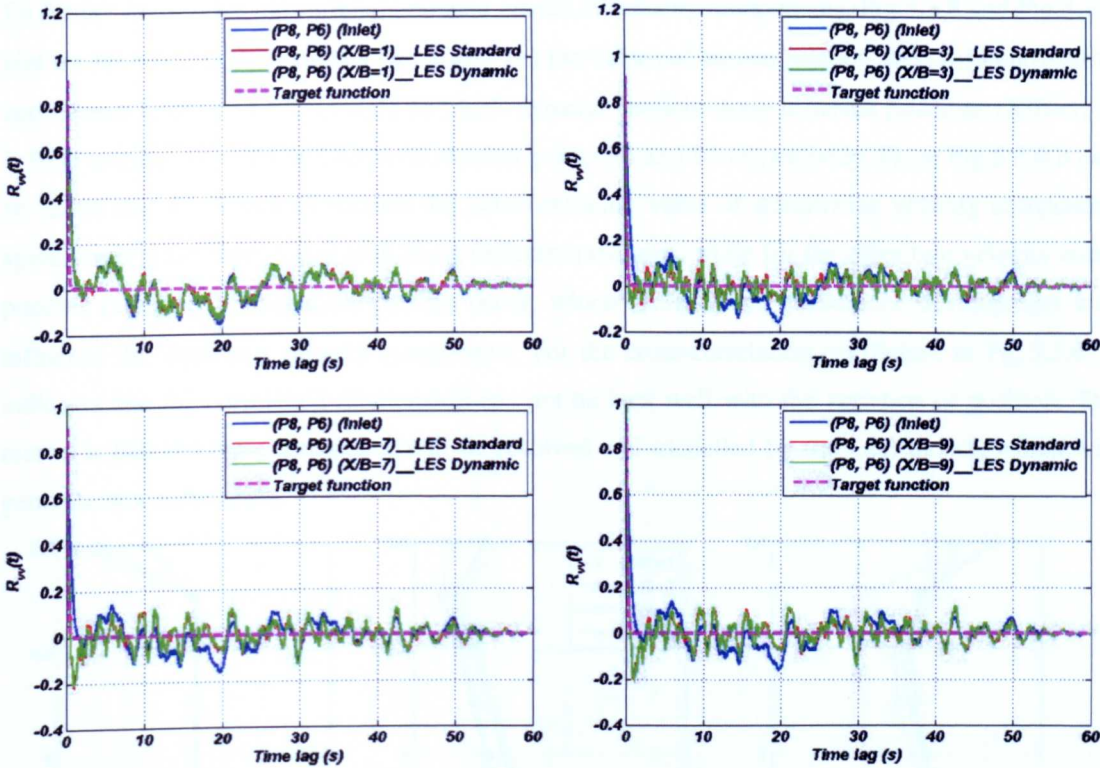 1.2
1
0.8
0.6
0.4
0.2
0
-0.2
R_vv(t)
(P8, P6) (Inlet)
(P8, P6) (X/B=1)__LES Standard
(P8, P6) (X/B=1)__LES Dynamic
Target function
0 10 20 30 40 50 60
Time lag (s)
1.2
1
0.8
0.6
0.4
0.2
0
-0.2
R_vv(t)
(P8, P6) (Inlet)
(P8, P6) (X/B=3)__LES Standard
(P8, P6) (X/B=3)__LES Dynamic
Target function
0 10 20 30 40 50 60
Time lag (s)
1
0.8
0.6
0.4
0.2
0
-0.2
-0.4
R_vv(t)
(P8, P6) (Inlet)
(P8, P6) (X/B=7)__LES Standard
(P8, P6) (X/B=7)__LES Dynamic
Target function
0 10 20 30 40 50 60
Time lag (s)
1
0.8
0.6
0.4
0.2
0
-0.2
-0.4
R_vv(t)
(P8, P6) (Inlet)
(P8, P6) (X/B=9)__LES Standard
(P8, P6) (X/B=9)__LES Dynamic
Target function
0 10 20 30 40 50 60
Time lag (s)